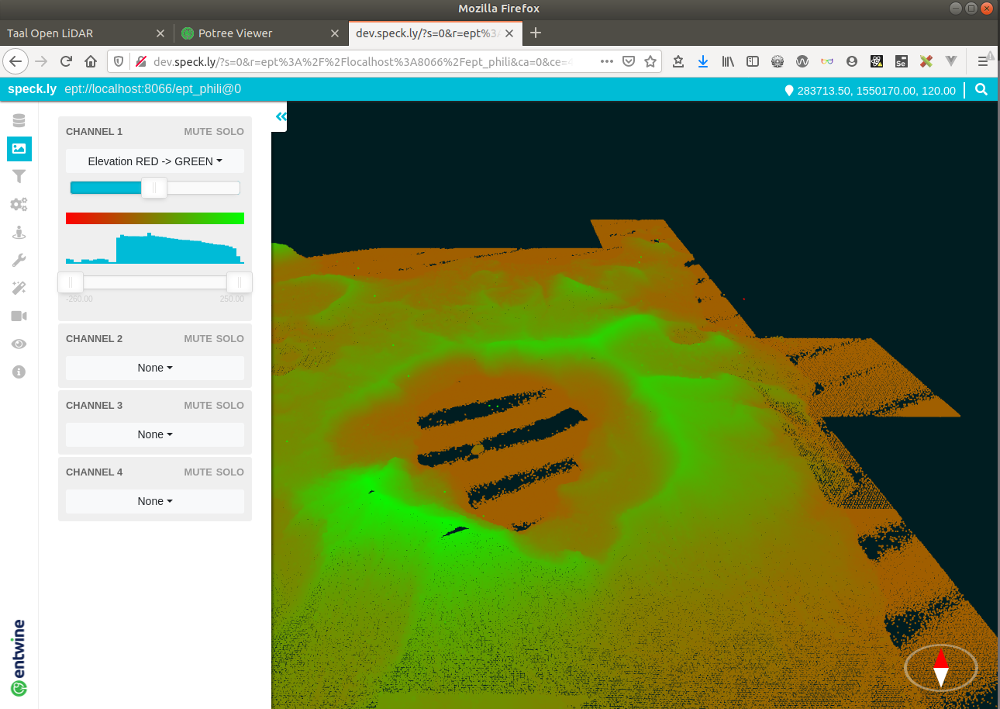 Mozilla Firefox
Taal Open LiDAR
Potree Viewer
dev.speck.ly/?s=0&r=ept%3A
dev.speck.ly/?s=0&r=ept%3A%2F%2Flocalhost%3A8066%2Fept_phili&ca=0&ce=
speck.ly ept://localhost:8066/ept_phili@0
283713.50, 1550170.00, 120.00
CHANNEL 1 MUTE SOLO
Elevation RED -> GREEN
-250.00 250.00
CHANNEL 2 MUTE SOLO
None
CHANNEL 3 MUTE SOLO
None
CHANNEL 4 MUTE SOLO
None
entwine